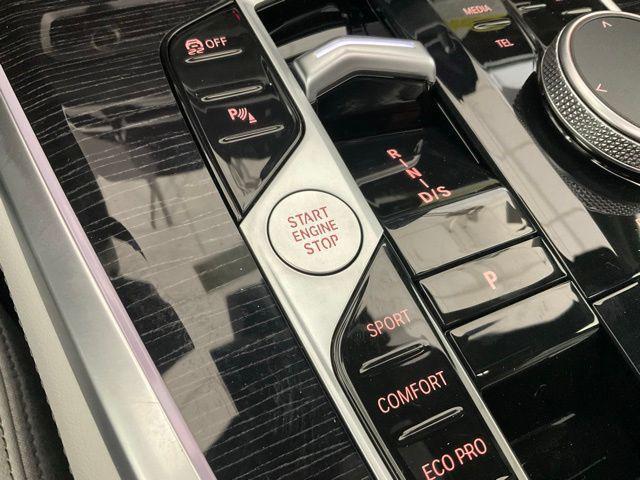 MEDIA
TEL
OFF
P
R
N
D/S
START
ENGINE
STOP
P
SPORT
COMFORT
ECO PRO